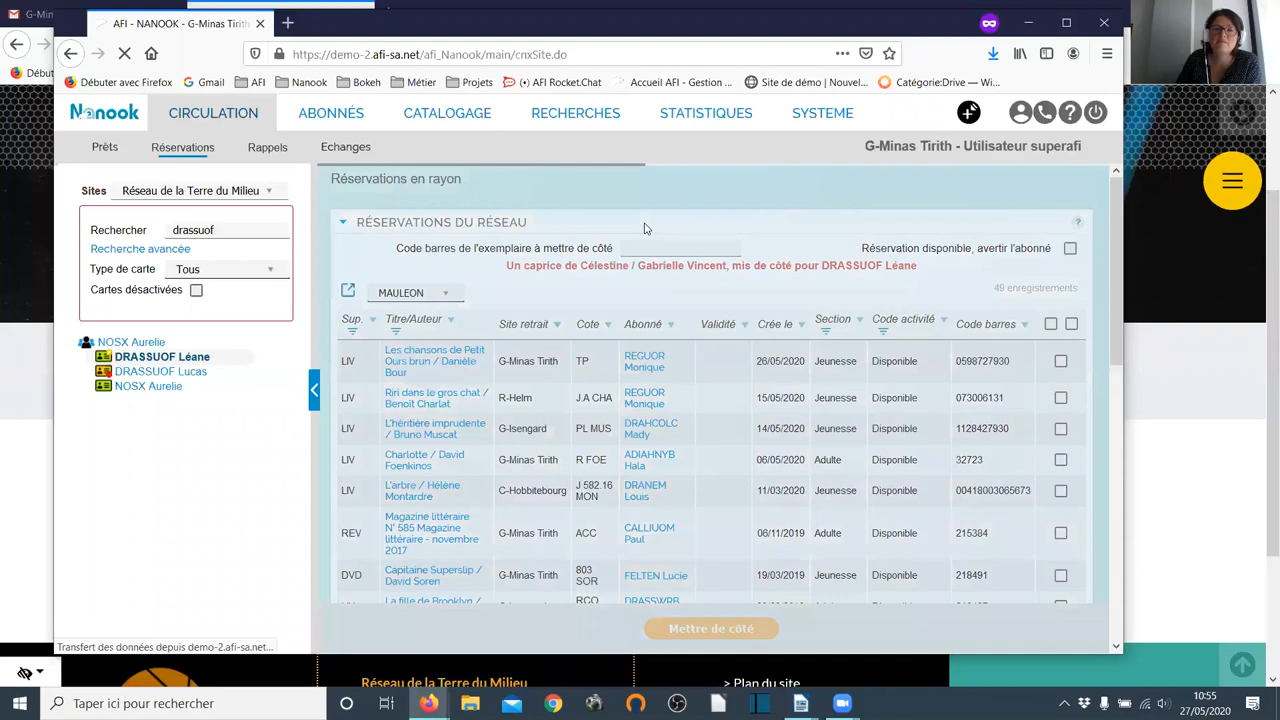 G-Min
AFI - NANOOK - G-Minas Tirith
https://demo-2.afi-sa.net/afi_Nanook/main/cnxSite.do
Début
Débuter avec Firefox Gmail AFI Nanook Bokeh Métier Projets (•) AFI Rocket.Chat Accueil AFI - Gestion ... Site de démo | Nouvel... Catégorie:Drive — Wi...
Nanook CIRCULATION ABONNÉS CATALOGAGE RECHERCHES STATISTIQUES SYSTEME
Prêts Réservations Rappels Echanges
G-Minas Tirith - Utilisateur superafi
Sites Réseau de la Terre du Milieu
Rechercher drassuof
Recherche avancée
Type de carte Tous
Cartes désactivées
NOSX Aurelie
DRASSUOF Léane
DRASSUOF Lucas
NOSX Aurelie
Réservations en rayon
RÉSERVATIONS DU RÉSEAU ?
Code barres de l'exemplaire à mettre de côté Réservation disponible, avertir l'abonné
Un caprice de Célestine / Gabrielle Vincent, mis de côté pour DRASSUOF Léane
MAULEON 49 enregistrements
Sup. Titre/Auteur Site retrait Cote Abonné Validité Crée le Section Code activité Code barres
LIV Les chansons de Petit Ours brun / Danièle Bour G-Minas Tirith TP REGUOR Monique 26/05/2020 Jeunesse Disponible 0598727930
LIV Riri dans le gros chat / Benoît Charlat R-Helm J.A CHA REGUOR Monique 15/05/2020 Jeunesse Disponible 073006131
LIV L'héritière imprudente / Bruno Muscat G-Isengard PL MUS DRAHCOLC Mady 14/05/2020 Jeunesse Disponible 1128427930
LIV Charlotte / David Foenkinos G-Minas Tirith R FOE ADIAHNYB Hala 06/05/2020 Adulte Disponible 32723
LIV L'arbre / Hélène Montardre C-Hobbitebourg J 582.16 MON DRANEM Louis 11/03/2020 Jeunesse Disponible 00418003065673
REV Magazine littéraire N° 585 Magazine littéraire - novembre 2017 G-Minas Tirith ACC CALLIUOM Paul 06/11/2019 Adulte Disponible 215384
DVD Capitaine Superslip / David Soren G-Minas Tirith 803 SOR FELTEN Lucie 19/03/2019 Jeunesse Disponible 218491
La fille de Brooklyn /
Mettre de côté
Transfert des données depuis demo-2.afi-sa.net...
Réseau de la Terre du Milieu
> Plan du site
Taper ici pour rechercher
10:55
27/05/2020